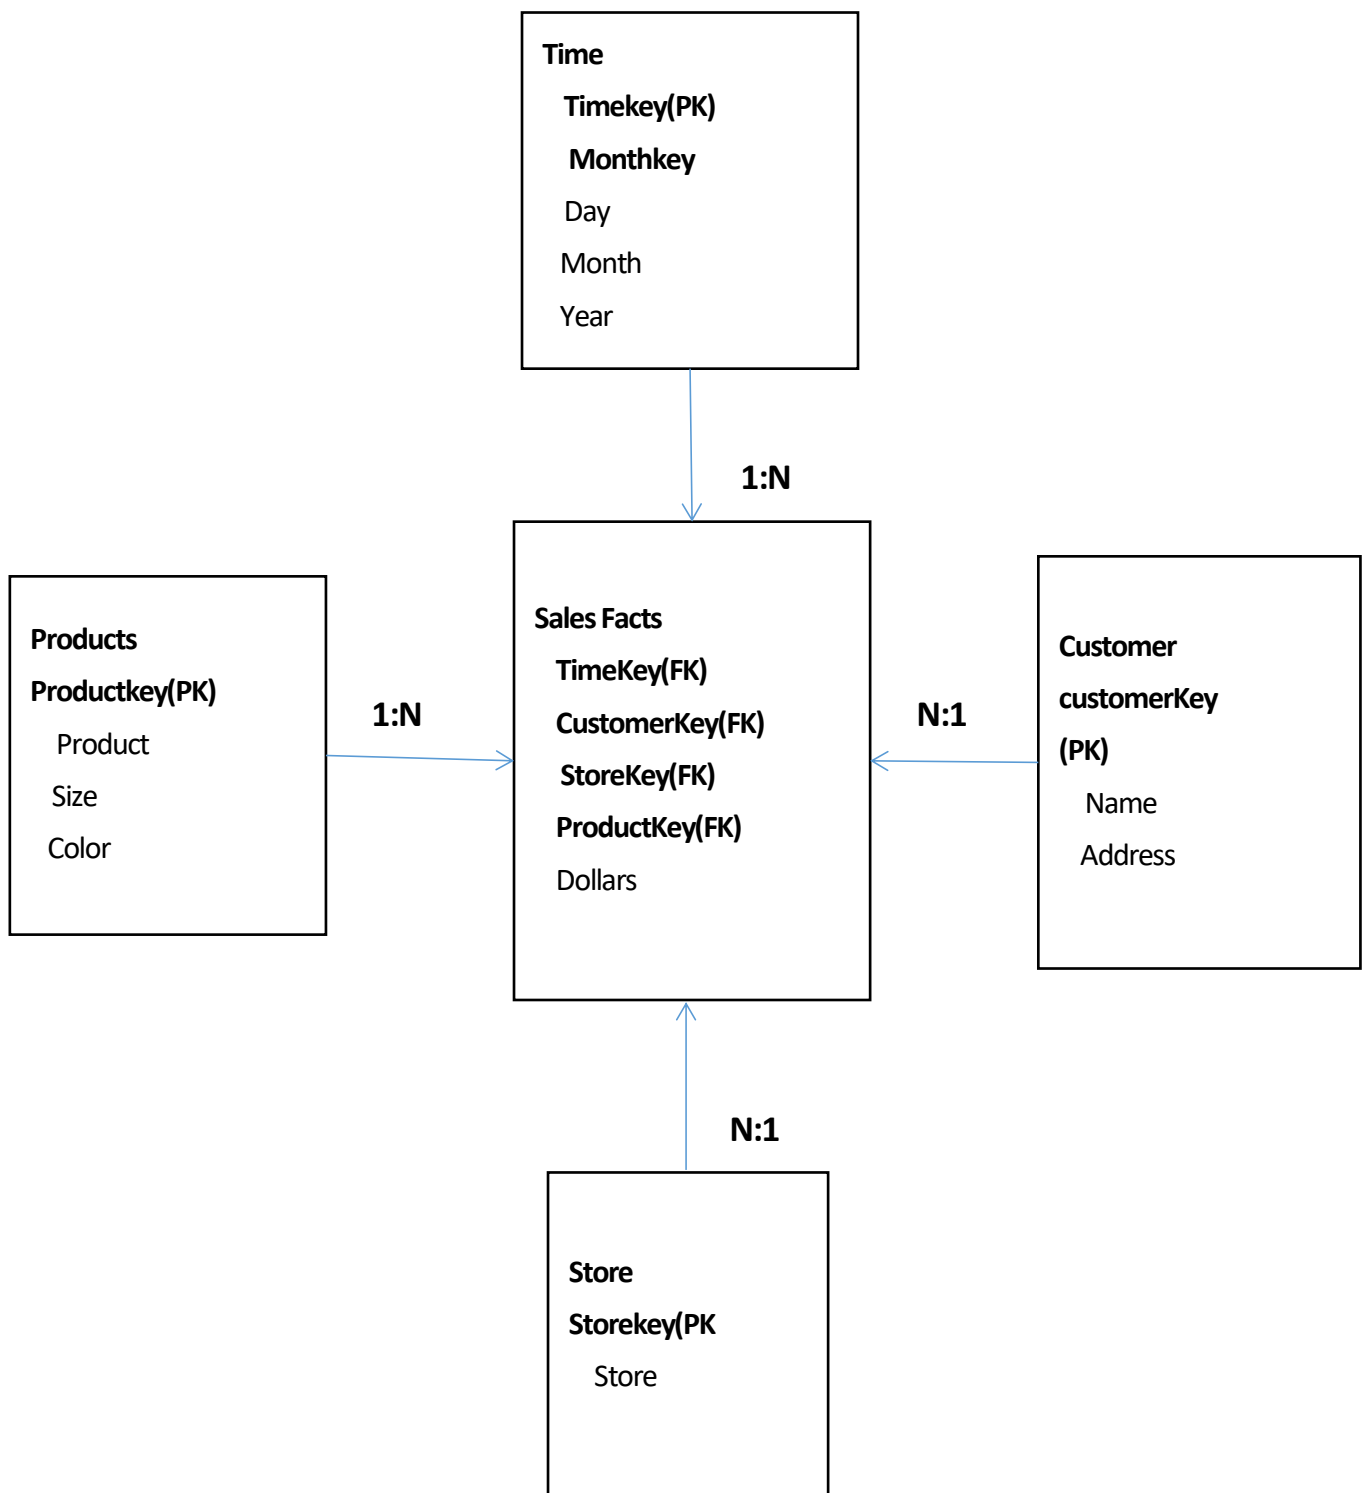 Time
Timekey(PK)
Monthkey
Day
Month
Year
1:N
Products
Productkey(PK)
Product
Size
Color
1:N
Sales Facts
TimeKey(FK)
CustomerKey(FK)
StoreKey(FK)
ProductKey(FK)
Dollars
N:1
Customer
customerKey
(PK)
Name
Address
N:1
Store
Storekey(PK
Store